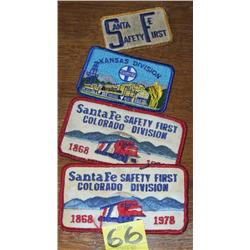 SANTA FE
SAFETY FIRST
KANSAS DIVISION
Santa Fe SAFETY FIRST
COLORADO DIVISION
1868
Santa Fe SAFETY FIRST
COLORADO DIVISION
1868 1978
66